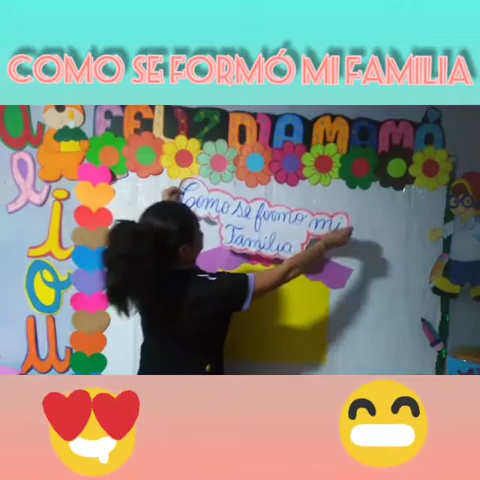 COMO SE FORMÓ MI FAMILIA
FELIZ DIA MAMÁ
a
e
i
o
u
Como se formo mi
Familia